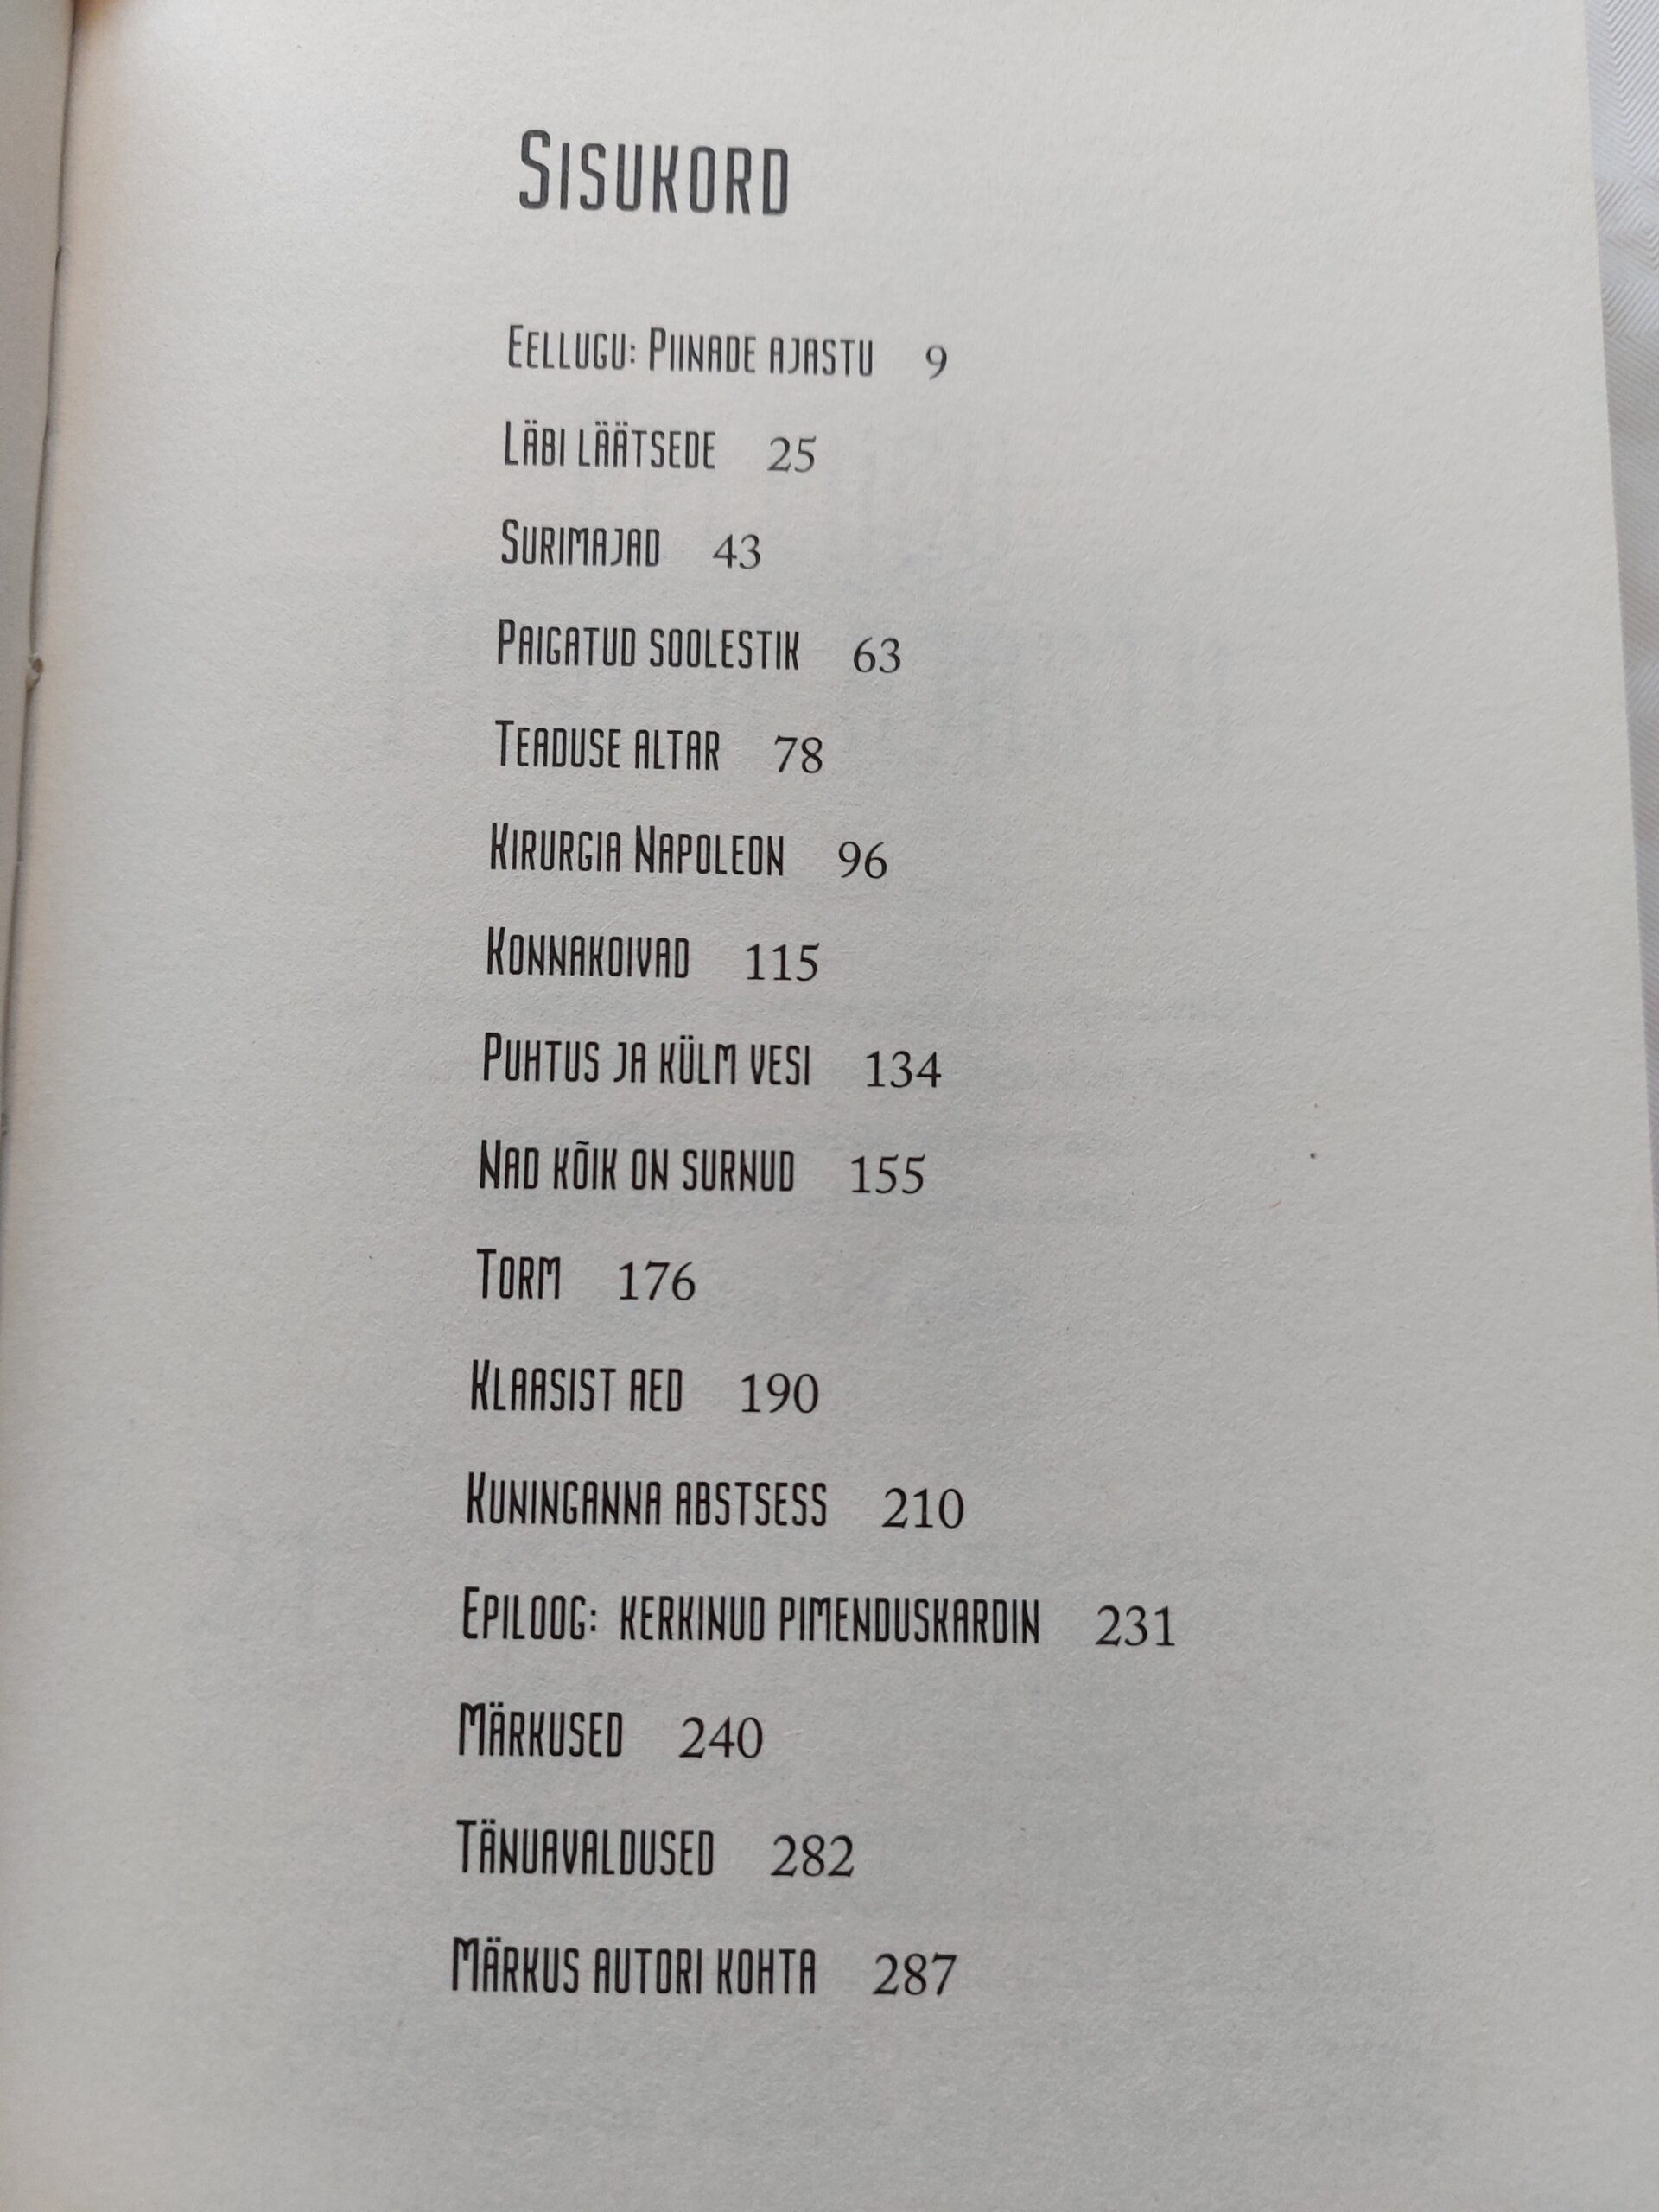 Sisukord
Eellugu: Piinade ajastu 9
Läbi läätsede 25
Surimajad 43
Paigatud soolestik 63
Teaduse altar 78
Kirurgia Napoleon 96
Konnakoivad 115
Puhtus ja külm vesi 134
Nad kõik on surnud 155
Torm 176
Klaasist aed 190
Kuninganna abstsess 210
Epiloog: kerkinud pimenduskardin 231
Märkused 240
Tänuavaldused 282
Märkus autori kohta 287